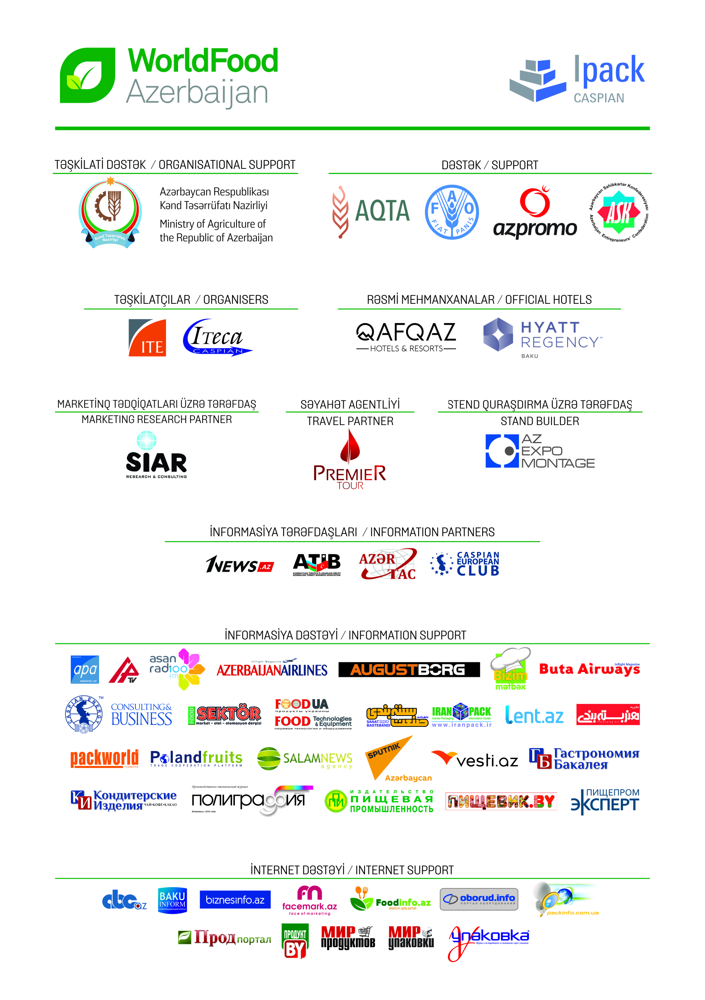 WorldFood
Azerbaijan
Ipack
CASPIAN
TƏŞKİLATİ DƏSTƏK / ORGANISATIONAL SUPPORT
DƏSTƏK / SUPPORT
Kənd Təsərrüfatı
Nazirliyi
Azərbaycan Respublikası
Kənd Təsərrüfatı Nazirliyi
Ministry of Agriculture of
the Republic of Azerbaijan
AQTA
F A O
FIAT PANIS
azpromo
Azərbaycan Sahibkarlar Konfederasiyası
ASK
Azerbaijan Entrepreneurs' Confederation
TƏŞKİLATÇILAR / ORGANISERS
RƏSMİ MEHMANXANALAR / OFFICIAL HOTELS
ITE
ITECA
CASPIAN
QAFQAZ
HOTELS & RESORTS
HYATT
REGENCY™
BAKU
MARKETİNQ TƏDQİQATLARI ÜZRƏ TƏRƏFDAŞ
MARKETING RESEARCH PARTNER
SIAR
RESEARCH & CONSULTING
SƏYAHƏT AGENTLİYİ
TRAVEL PARTNER
PREMIER
TOUR
STEND QURAŞDIRMA ÜZRƏ TƏRƏFDAŞ
STAND BUILDER
AZ
EXPO
MONTAGE
İNFORMASİYA TƏRƏFDAŞLARI / INFORMATION PARTNERS
1NEWS.AZ
ATİB
AZƏRBAYCAN TÜRKİYƏ İŞ ADAMLARI BİRLİYİ
AZERBAIJAN TURKEY BUSINESS ASSOCIATION
AZƏR
TAC
CASPIAN
EUROPEAN
CLUB
İNFORMASİYA DƏSTƏYİ / INFORMATION SUPPORT
apa
xəbərimiz var
TV
asan
radio 100
FM
Inflight Magazine
AZERBAIJAN AIRLINES
AUGUSTBORG
Bizim
mətbəx
Inflight Magazine
Buta Airways
CASPIAN ENERGY
TM
CONSULTING&
BUSINESS
FOOD
SEKTÖR
market - otel - otomasyon dergisi
FOOD UA
продукты украины
FOOD Technologies
& Equipment
пищевые технологии и оборудование
صنعت بسته بندی
ماهنامه
SANAT
BASTEBANDI
Packaging
Magazine
IRAN PACK
Iranian Packaging Information Center
www.iranpack.ir
Lent.az
نشریه
هنر بسته بندی
Packaging Art
packworld
TÜRKİYE
Polandfruits
TRADE COOPERATION PLATFORM
SALAMNEWS
agency
SPUTNIK
Azərbaycan
vesti.az
ГБ
Гастрономия
Бакалея
КИ
Кондитерские
Изделия
ЧАЙ•КОФЕ•КАКАО
Производственно-технический журнал
полиграфия
Издается с 1924 года
ПП
ИЗДАТЕЛЬСТВО
ПИЩЕВАЯ
ПРОМЫШЛЕННОСТЬ
ПИЩЕВИК.BY
ПИЩЕПРОМ
ЭКСПЕРТ
İNTERNET DƏSTƏYİ / INTERNET SUPPORT
abc.az
BAKU
INFORM
ИНФОРМАЦИОННЫЙ ПОРТАЛ
biznesinfo.az
facemark.az
face of marketing
Foodinfo.az
ailənizin qida portalı
oborud.info
ПОРТАЛ ОБОРУДОВАНИЯ
packinfo.com.ua
Прод портал
ПРОДУКТ
BY
МИР
продуктов
МИР
упаковки
упаковка